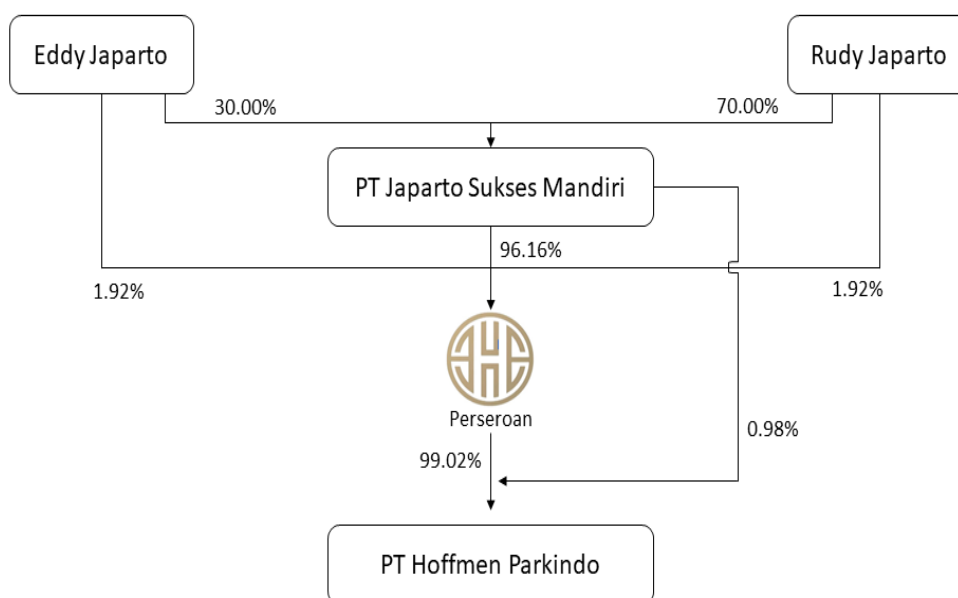 Eddy Japarto
Rudy Japarto
30.00%
70.00%
PT Japarto Sukses Mandiri
96.16%
1.92%
1.92%
Perseroan
0.98%
99.02%
PT Hoffmen Parkindo